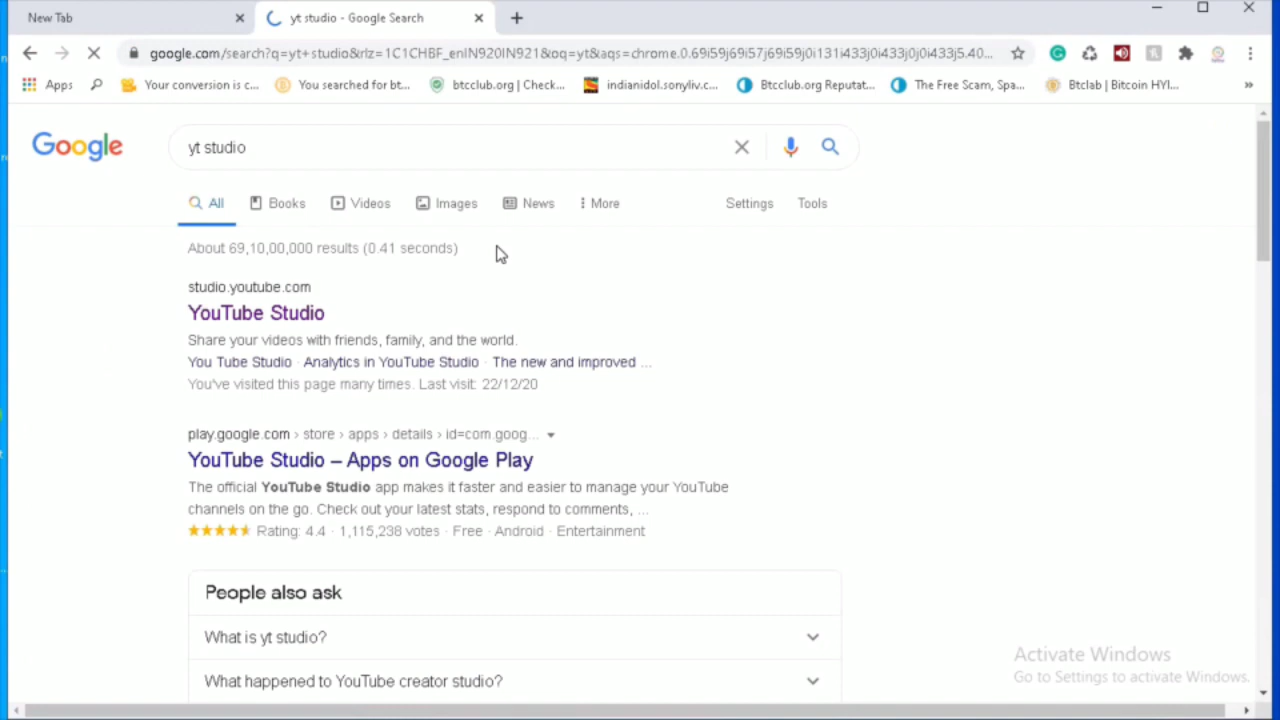 New Tab
yt studio - Google Search
google.com/search?q=yt+studio&rlz=1C1CHBF_enIN920IN921&oq=yt&aqs=chrome.0.69i59j69i57j69i59j0i131i433j0i433j0j0i433j5.40...
Apps
Your conversion is c...
You searched for bt...
btcclub.org | Check...
indianidol.sonyliv.c...
Btcclub.org Reputat...
The Free Scam, Spa...
Btclab | Bitcoin HYI...
»
Google
yt studio
All
Books
Videos
Images
News
More
Settings
Tools
About 69,10,00,000 results (0.41 seconds)
studio.youtube.com
YouTube Studio
Share your videos with friends, family, and the world.
You Tube Studio · Analytics in YouTube Studio · The new and improved ...
You've visited this page many times. Last visit: 22/12/20
play.google.com › store › apps › details › id=com.goog...
YouTube Studio – Apps on Google Play
The official YouTube Studio app makes it faster and easier to manage your YouTube
channels on the go. Check out your latest stats, respond to comments, ...
Rating: 4.4 · 1,115,238 votes · Free · Android · Entertainment
People also ask
What is yt studio?
What happened to YouTube creator studio?
Activate Windows
Go to Settings to activate Windows.